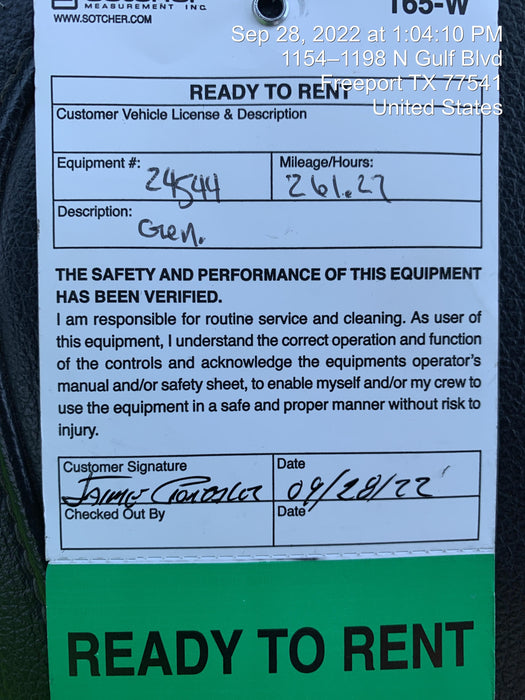 MEASUREMENT INC
WWW.SOTCHER.COM
165-W
Sep 28, 2022 at 1:04:10 PM
1154–1198 N Gulf Blvd
Freeport TX 77541
United States
READY TO RENT
Customer Vehicle License & Description
Equipment #: 24544
Mileage/Hours: 261.27
Description: Gen.
THE SAFETY AND PERFORMANCE OF THIS EQUIPMENT
HAS BEEN VERIFIED.
I am responsible for routine service and cleaning. As user of
this equipment, I understand the correct operation and function
of the controls and acknowledge the equipments operator's
manual and/or safety sheet, to enable myself and/or my crew to
use the equipment in a safe and proper manner without risk to
injury.
Customer Signature
Date
09/28/22
Checked Out By
Date
READY TO RENT